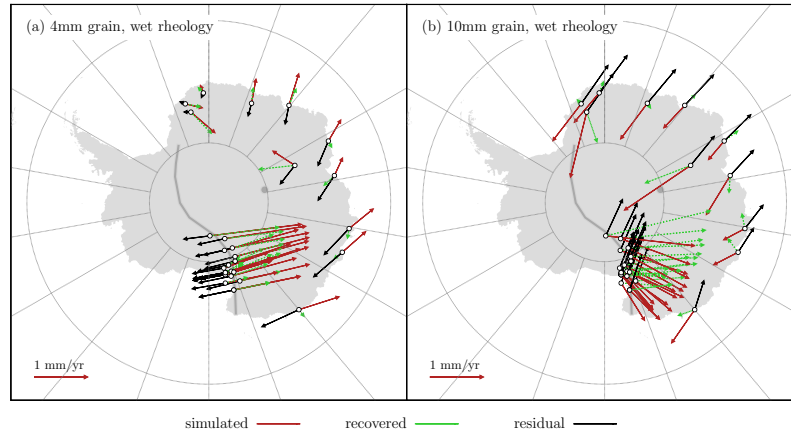 (a) 4mm grain, wet rheology
(b) 10mm grain, wet rheology
1 mm/yr
1 mm/yr
simulated
recovered
residual